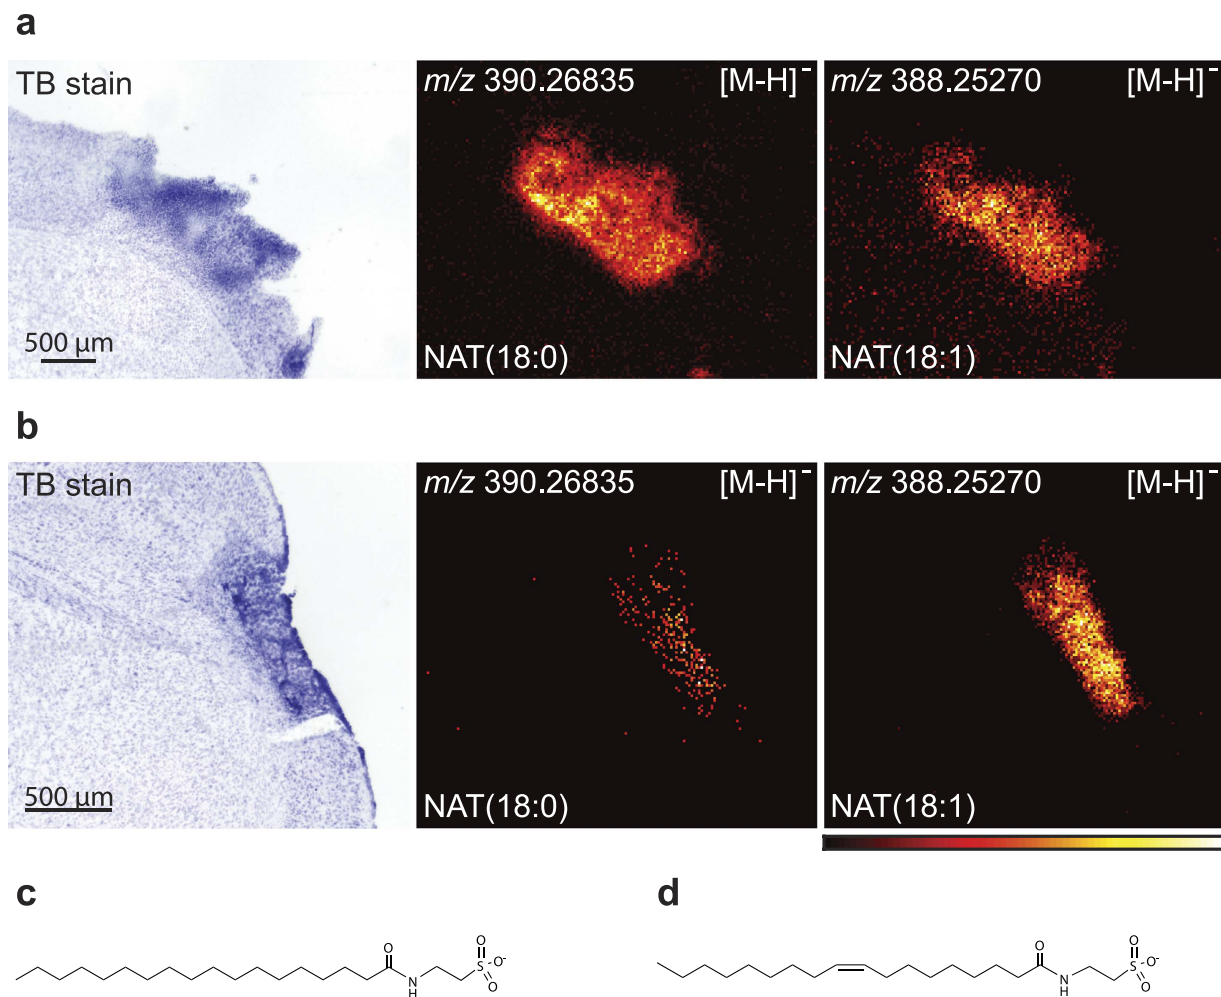 a
TB stain
500 µm
m/z 390.26835 [M-H]⁻
NAT(18:0)
m/z 388.25270 [M-H]⁻
NAT(18:1)
b
TB stain
500 µm
m/z 390.26835 [M-H]⁻
NAT(18:0)
m/z 388.25270 [M-H]⁻
NAT(18:1)
c
O
N
H
O
S
O⁻
O
d
O
N
H
O
S
O⁻
O